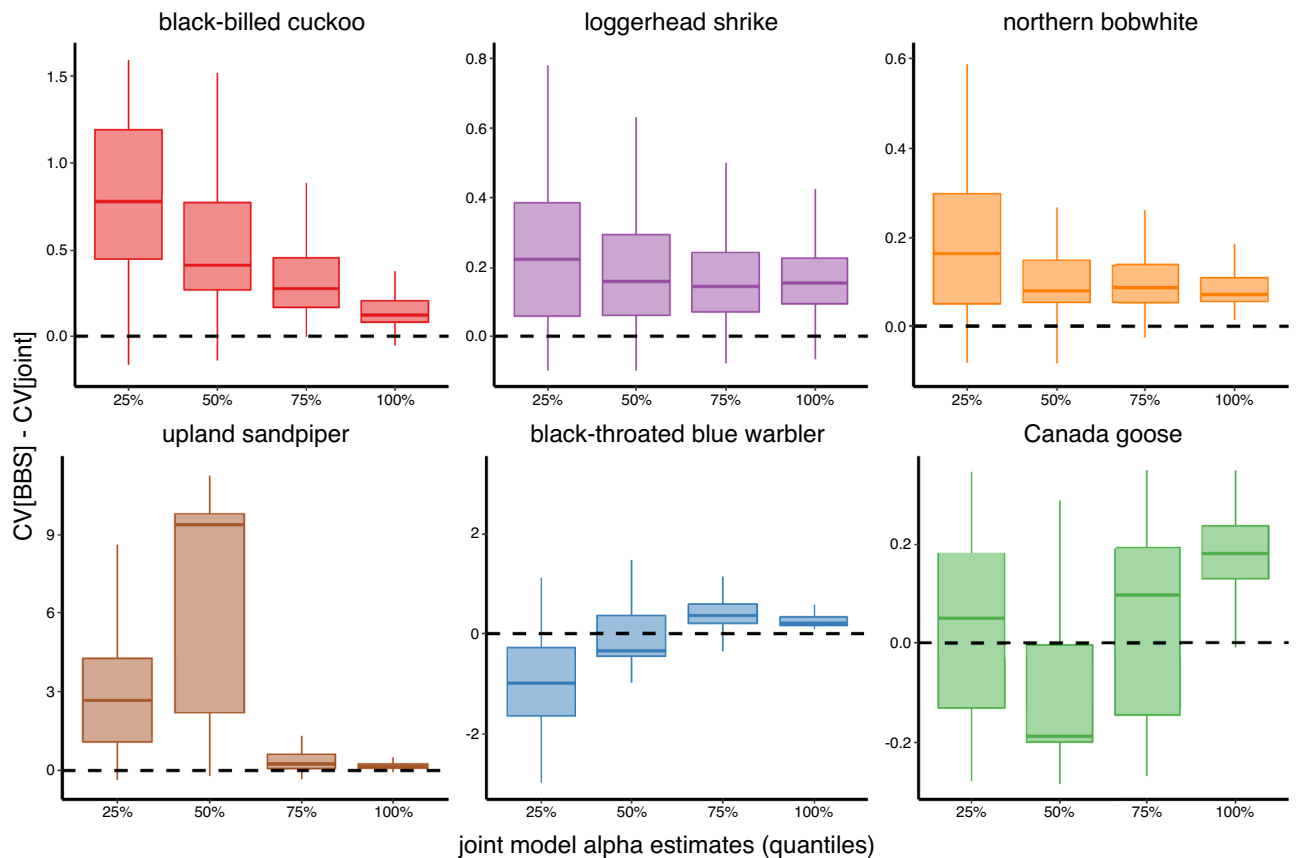 black-billed cuckoo
loggerhead shrike
northern bobwhite
1.5
1.0
0.5
0.0
25% 50% 75% 100%
0.8
0.6
0.4
0.2
0.0
25% 50% 75% 100%
0.6
0.4
0.2
0.0
25% 50% 75% 100%
CV[BBS] - CV[joint]
upland sandpiper
black-throated blue warbler
Canada goose
9
6
3
0
25% 50% 75% 100%
2
0
-2
25% 50% 75% 100%
0.2
0.0
-0.2
25% 50% 75% 100%
joint model alpha estimates (quantiles)